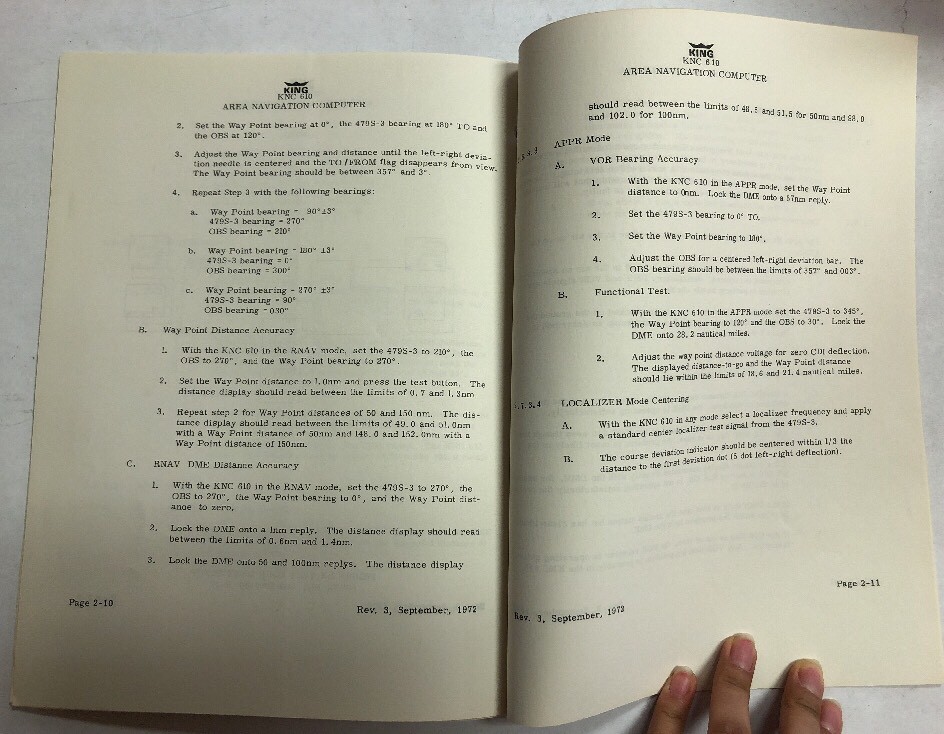 KING
KNC 610
AREA NAVIGATION COMPUTER
2. Set the Way Point bearing at 0°, the 479S-3 bearing at 180° TO and
the OBS at 120°.
3. Adjust the Way Point bearing and distance until the left-right devia-
tion needle is centered and the TO/FROM flag disappears from view.
The Way Point bearing should be between 357° and 3°.
4. Repeat Step 3 with the following bearings:
a. Way Point bearing = 90°±3°
479S-3 bearing = 270°
OBS bearing = 210°
b. Way Point bearing = 180° ±3°
479S-3 bearing = 0°
OBS bearing = 300°
c. Way Point bearing = 270° ±3°
479S-3 bearing = 90°
OBS bearing = 030°
B. Way Point Distance Accuracy
1. With the KNC 610 in the RNAV mode, set the 479S-3 to 210°, the
OBS to 270°, and the Way Point bearing to 270°.
2. Set the Way Point distance to 1.0nm and press the test button. The
distance display should read between the limits of 0.7 and 1.3nm
3. Repeat step 2 for Way Point distances of 50 and 150 nm. The dis-
tance display should read between the limits of 49.0 and 51.0nm
with a Way Point distance of 50nm and 148.0 and 152.0nm with a
Way Point distance of 150nm.
C. RNAV DME Distance Accuracy
1. With the KNC 610 in the RNAV mode, set the 479S-3 to 270°, the
OBS to 270°, the Way Point bearing to 0°, and the Way Point dist-
ance to zero.
2. Lock the DME onto a 1nm reply. The distance display should read
between the limits of 0.6nm and 1.4nm.
3. Lock the DME onto 50 and 100nm replys. The distance display
Page 2-10
Rev. 3, September, 1972
KING
KNC 610
AREA NAVIGATION COMPUTER
should read between the limits of 48.5 and 51.5 for 50nm and 98.0
and 102.0 for 100nm.
APPR Mode
A. VOR Bearing Accuracy
1. With the KNC 610 in the APPR mode, set the Way Point
distance to 0nm. Lock the DME onto a 57nm reply.
2. Set the 479S-3 bearing to 0° TO.
3. Set the Way Point bearing to 180°.
4. Adjust the OBS for a centered left-right deviation bar. The
OBS bearing should be between the limits of 357° and 003°.
B. Functional Test.
1. With the KNC 610 in the APPR mode set the 479S-3 to 345°,
the Way Point bearing to 120° and the OBS to 30°. Lock the
DME onto 28.2 nautical miles.
2. Adjust the way point distance voltage for zero CDI deflection.
The displayed distance-to-go and the Way Point distance
should lie within the limits of 18.6 and 21.4 nautical miles.
.5.3.4 LOCALIZER Mode Centering
A. With the KNC 610 in any mode select a localizer frequency and apply
a standard center localizer test signal from the 479S-3.
B. The course deviation indicator should be centered within 1/3 the
distance to the first deviation dot (5 dot left-right deflection).
Page 2-11
Rev. 3, September, 1972